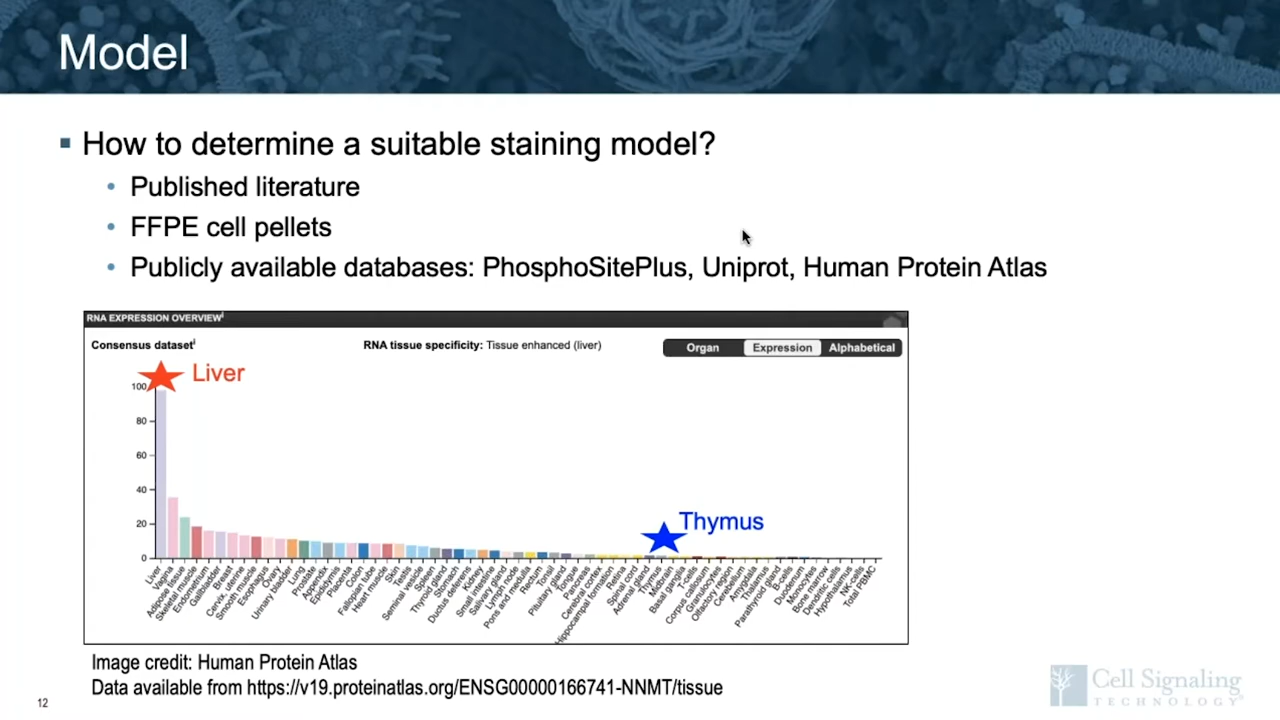 Model
How to determine a suitable staining model?
Published literature
FFPE cell pellets
Publicly available databases: PhosphoSitePlus, Uniprot, Human Protein Atlas
RNA EXPRESSION OVERVIEWi
Consensus dataseti
RNA tissue specificity: Tissue enhanced (liver)
Organ
Expression
Alphabetical
Liver
Thymus
100
80
60
40
20
0
Liver
Vagina
Adipose tissue
Skeletal muscle
Endometrium
Gallbladder
Breast
Cervix, uterine
Smooth muscle
Esophagus
Ovary
Urinary bladder
Lung
Prostate
Appendix
Epididymis
Placenta
Colon
Fallopian tube
Heart muscle
Skin
Testis
Seminal vesicle
Spleen
Thyroid gland
Stomach
Ductus deferens
Kidney
Small intestine
Salivary gland
Lymph node
Pons and medulla
Rectum
Tonsil
Pituitary gland
Tongue
Pancreas
Cerebral cortex
Hippocampal formation
Retina
Spinal cord
Adrenal gland
Thymus
Midbrain
Basal ganglia
T-cells
Corpus callosum
Granulocytes
Olfactory region
Cerebellum
Amygdala
Thalamus
Parathyroid gland
B-cells
Duodenum
Monocytes
Bone marrow
Dendritic cells
Hypothalamus
NK-cells
Total PBMC
Image credit: Human Protein Atlas
Data available from https://v19.proteinatlas.org/ENSG00000166741-NNMT/tissue
12
Cell Signaling
TECHNOLOGY®